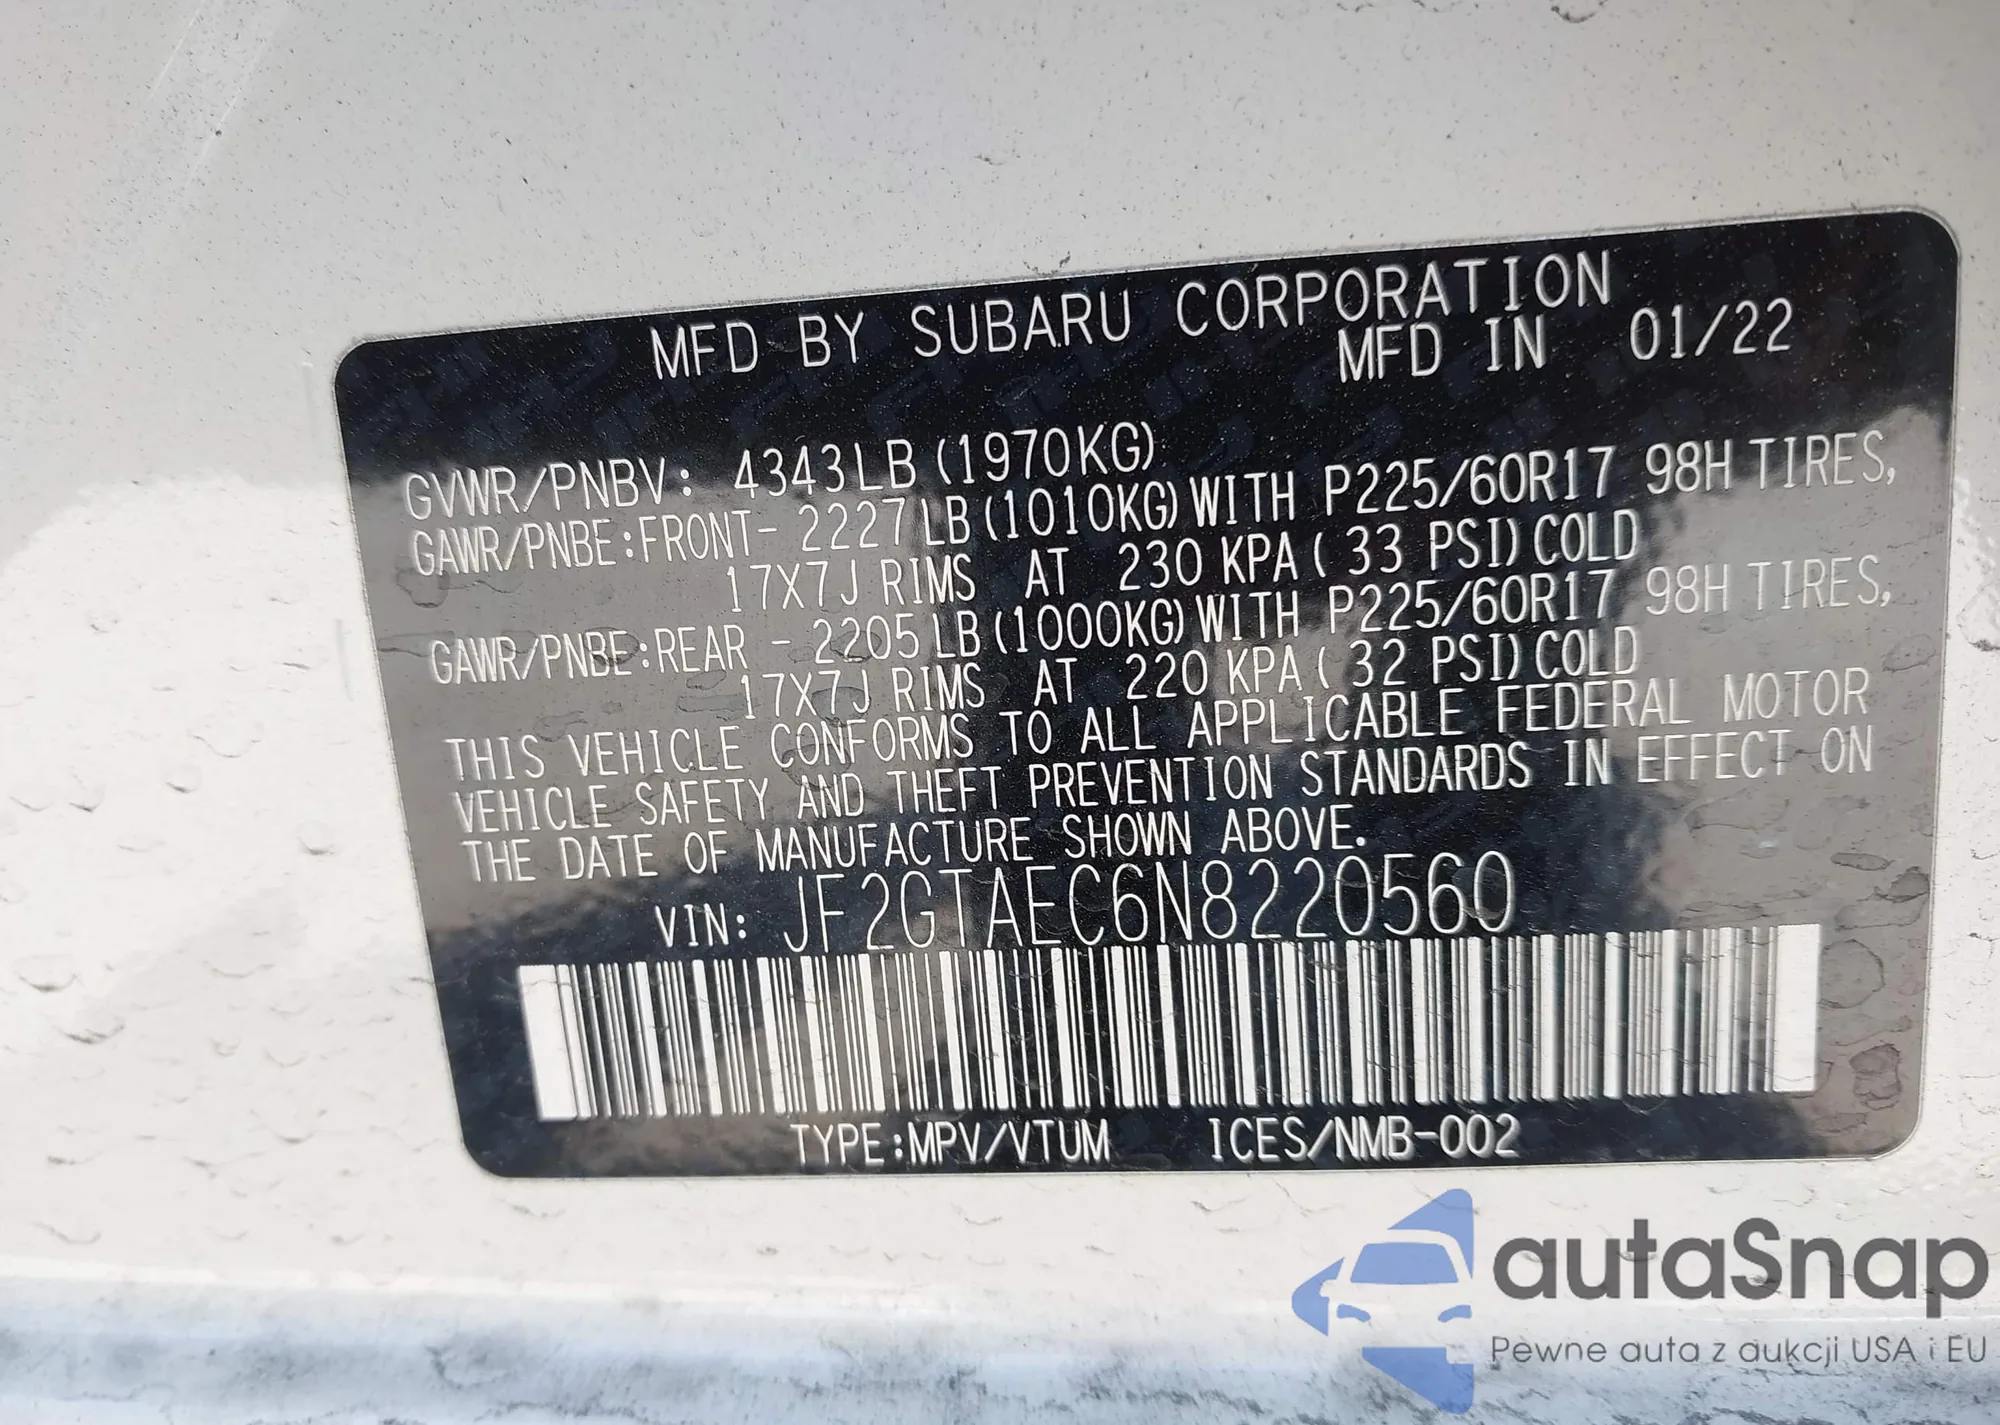 MFD BY SUBARU CORPORATION
MFD IN 01/22
GVWR/PNBV: 4343LB(1970KG)
GAWR/PNBE:FRONT- 2227LB(1010KG)WITH P225/60R17 98H TIRES,
17X7J RIMS AT 230 KPA( 33 PSI)COLD
GAWR/PNBE:REAR - 2205LB(1000KG)WITH P225/60R17 98H TIRES,
17X7J RIMS AT 220 KPA( 32 PSI)COLD
THIS VEHICLE CONFORMS TO ALL APPLICABLE FEDERAL MOTOR
VEHICLE SAFETY AND THEFT PREVENTION STANDARDS IN EFFECT ON
THE DATE OF MANUFACTURE SHOWN ABOVE.
VIN: JF2GTAEC6N8220560
TYPE:MPV/VTUM ICES/NMB-002
autaSnap
Pewne auta z aukcji USA i EU